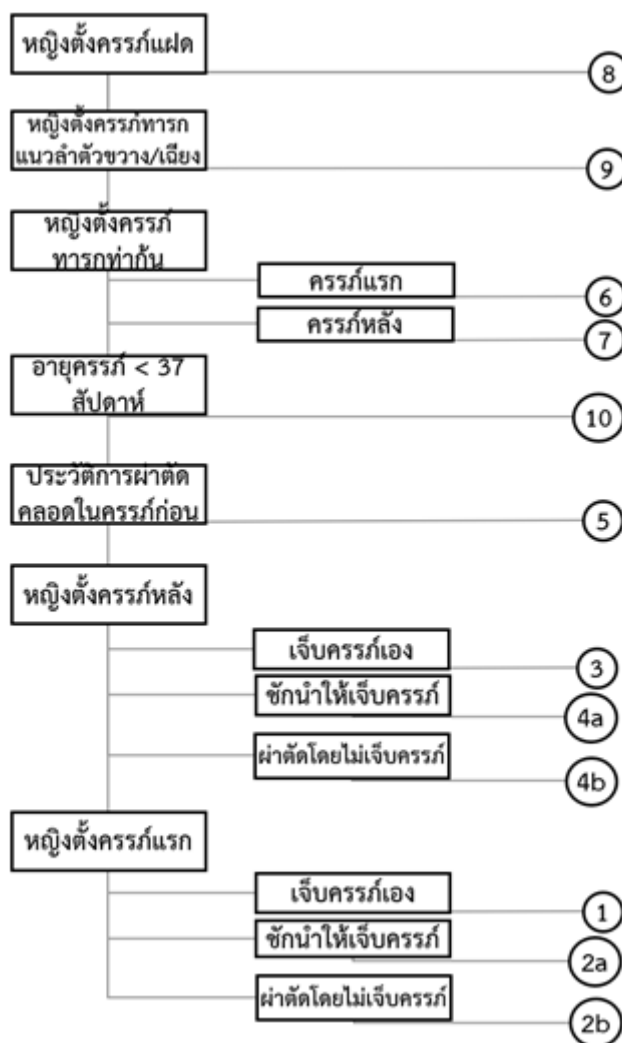 หญิงตั้งครรภ์แฝด
8
หญิงตั้งครรภ์ทารก
แนวลำตัวขวาง/เฉียง
9
หญิงตั้งครรภ์
ทารกท่าก้น
ครรภ์แรก
6
ครรภ์หลัง
7
อายุครรภ์ < 37
สัปดาห์
10
ประวัติการผ่าตัด
คลอดในครรภ์ก่อน
5
หญิงตั้งครรภ์หลัง
เจ็บครรภ์เอง
3
ชักนำให้เจ็บครรภ์
4a
ผ่าตัดโดยไม่เจ็บครรภ์
4b
หญิงตั้งครรภ์แรก
เจ็บครรภ์เอง
1
ชักนำให้เจ็บครรภ์
2a
ผ่าตัดโดยไม่เจ็บครรภ์
2b